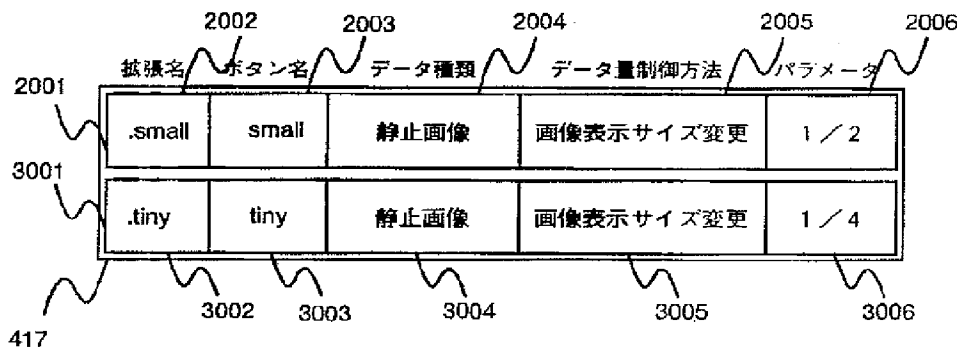 2002 2003 2004 2005 2006
拡張名 ボタン名 データ種類 データ量制御方法 パラメータ
2001
.small small 静止画像 画像表示サイズ変更 1／2
3001
.tiny tiny 静止画像 画像表示サイズ変更 1／4
3002 3003 3004 3005 3006
417